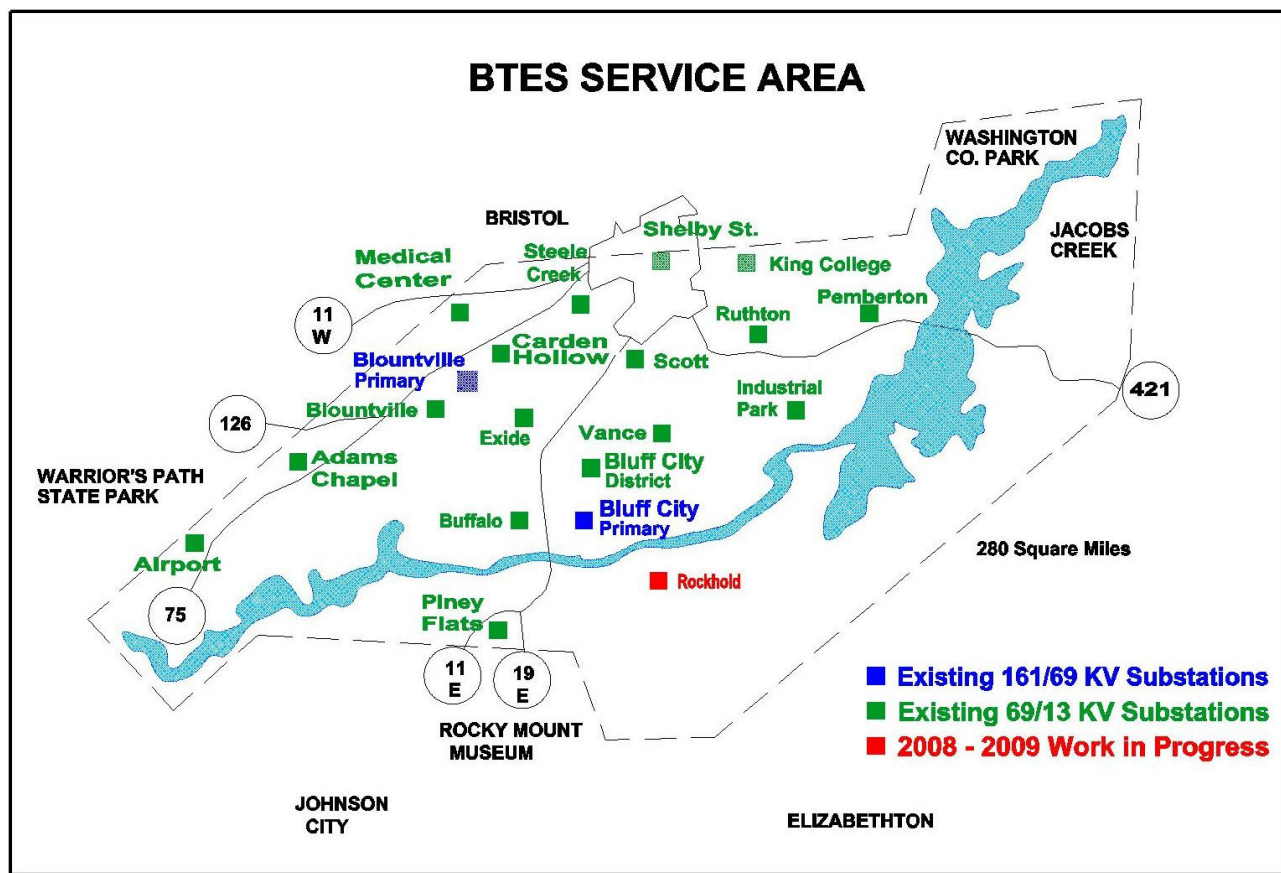 BTES SERVICE AREA
WASHINGTON
CO. PARK
BRISTOL
JACOBS
CREEK
Shelby St.
Medical
Center
Steele
Creek
King College
Pemberton
11
W
Ruthton
Carden
Hollow
Scott
Blountville
Primary
Industrial
Park
421
126
Blountville
Exide
Vance
Bluff City
District
Adams
Chapel
WARRIOR'S PATH
STATE PARK
Buffalo
Bluff City
Primary
280 Square Miles
Airport
Rockhold
75
Piney
Flats
11
E
19
E
Existing 161/69 KV Substations
Existing 69/13 KV Substations
2008 - 2009 Work in Progress
ROCKY MOUNT
MUSEUM
JOHNSON
CITY
ELIZABETHTON